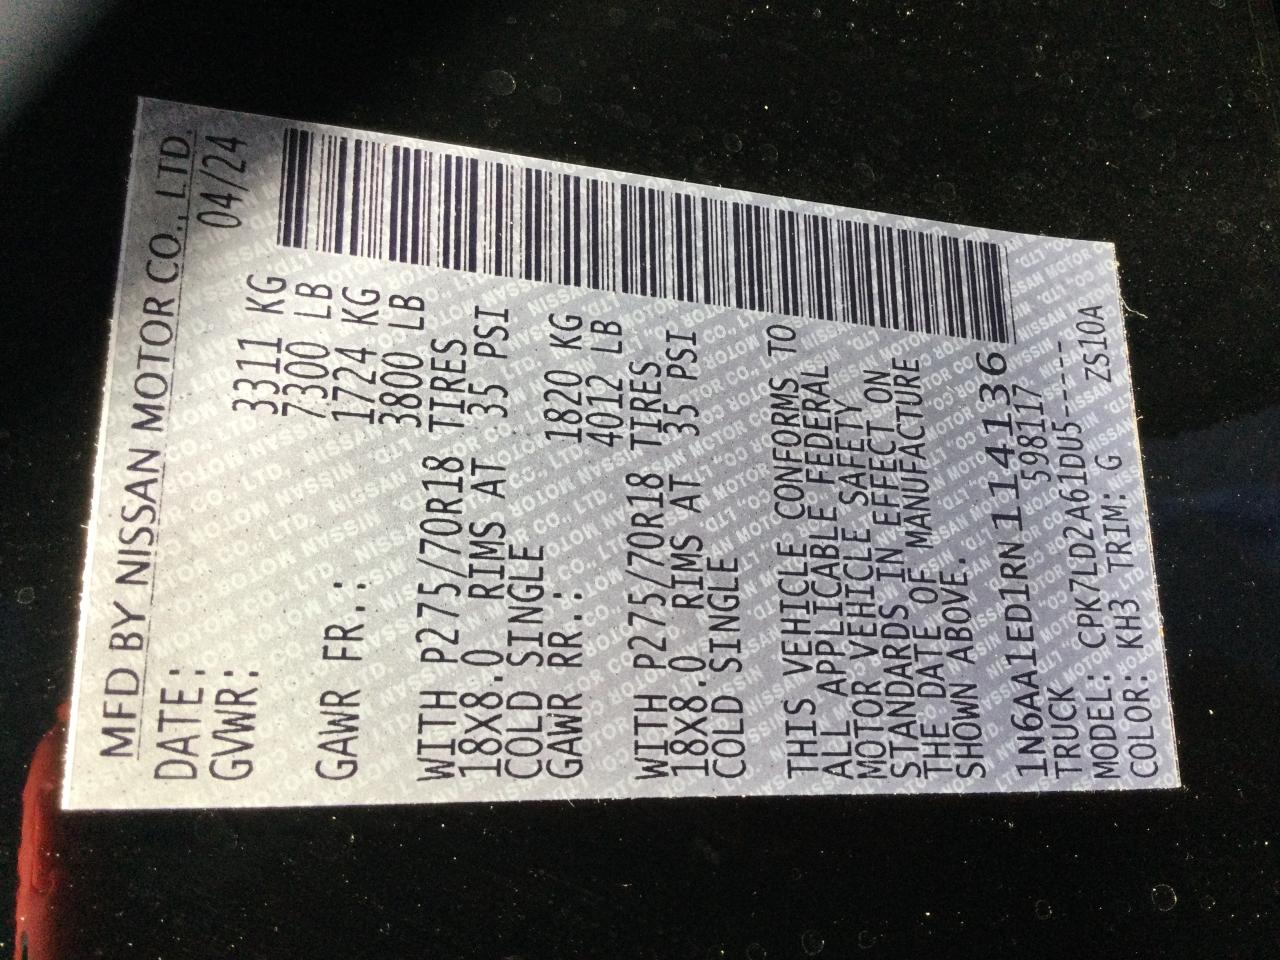 MFD BY NISSAN MOTOR CO., LTD.
DATE: 04/24
GVWR: 3311 KG
7300 LB
GAWR FR.: 1724 KG
3800 LB
WITH P275/70R18 TIRES
18X8.0 RIMS AT 35 PSI
COLD SINGLE
GAWR RR.: 1820 KG
4012 LB
WITH P275/70R18 TIRES
18X8.0 RIMS AT 35 PSI
COLD SINGLE
THIS VEHICLE CONFORMS TO
ALL APPLICABLE FEDERAL
MOTOR VEHICLE SAFETY
STANDARDS IN EFFECT ON
THE DATE OF MANUFACTURE
SHOWN ABOVE.
1N6AA1ED1RN114136
TRUCK 598117
MODEL: CPK7LD2A61DU5-----
COLOR: KH3 TRIM: G ZS10A